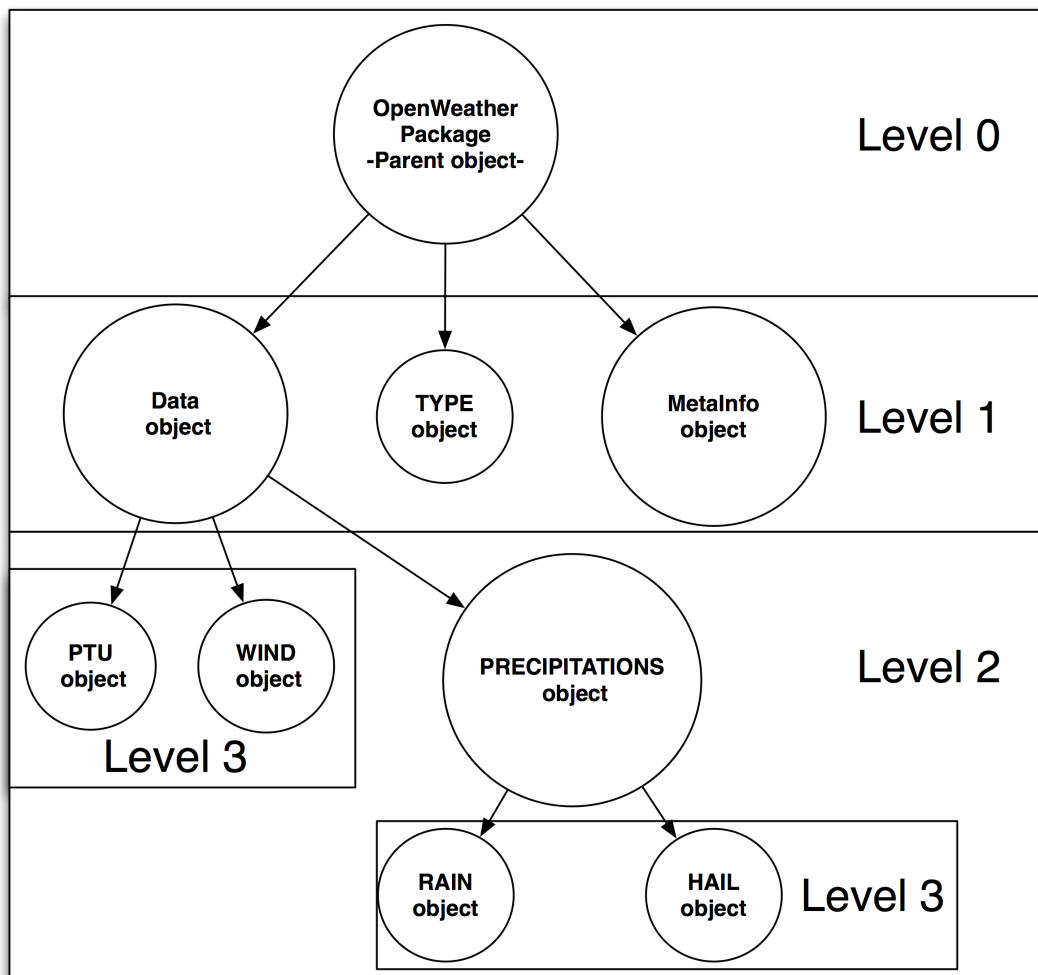 OpenWeather
Package
-Parent object-
Level 0
Data
object
TYPE
object
MetaInfo
object
Level 1
PTU
object
WIND
object
Level 3
PRECIPITATIONS
object
Level 2
RAIN
object
HAIL
object
Level 3